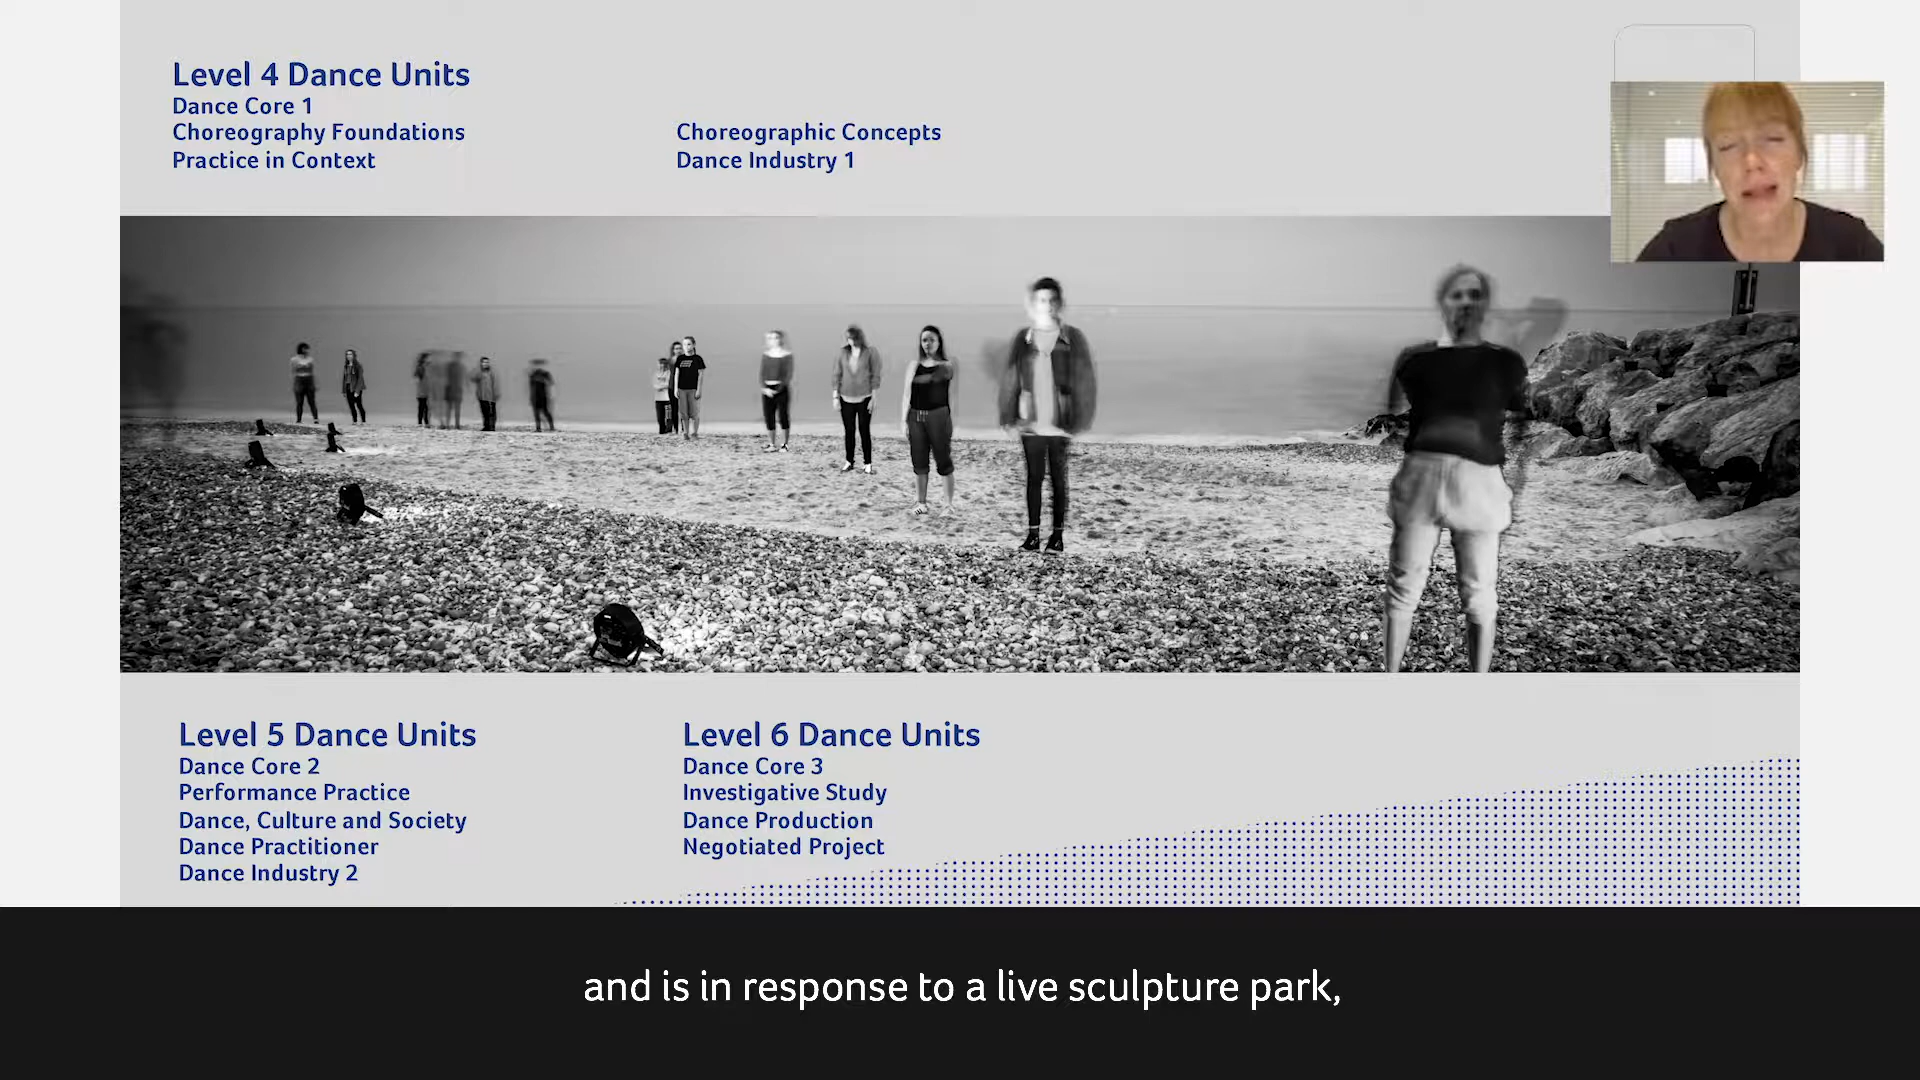 Level 4 Dance Units
Dance Core 1
Choreography Foundations
Practice in Context
Choreographic Concepts
Dance Industry 1
Level 5 Dance Units
Dance Core 2
Performance Practice
Dance, Culture and Society
Dance Practitioner
Dance Industry 2
Level 6 Dance Units
Dance Core 3
Investigative Study
Dance Production
Negotiated Project
and is in response to a live sculpture park,